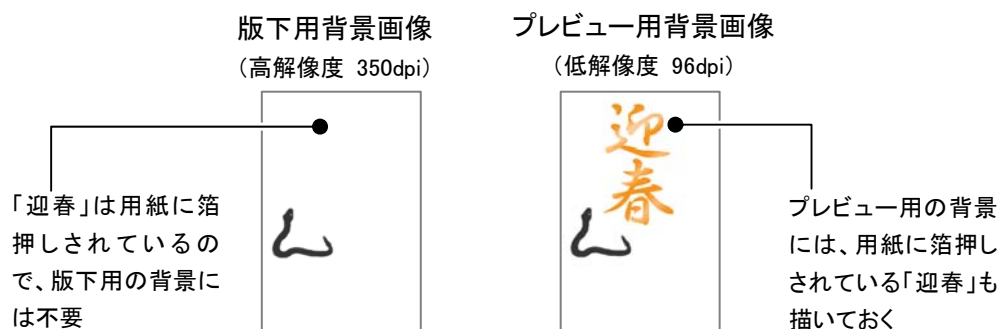 版下用背景画像
(高解像度 350dpi)
プレビュー用背景画像
(低解像度 96dpi)
迎
春
「迎春」は用紙に箔
押しされているの
で、版下用の背景に
は不要
プレビュー用の背景
には、用紙に箔押し
されている「迎春」も
描いておく